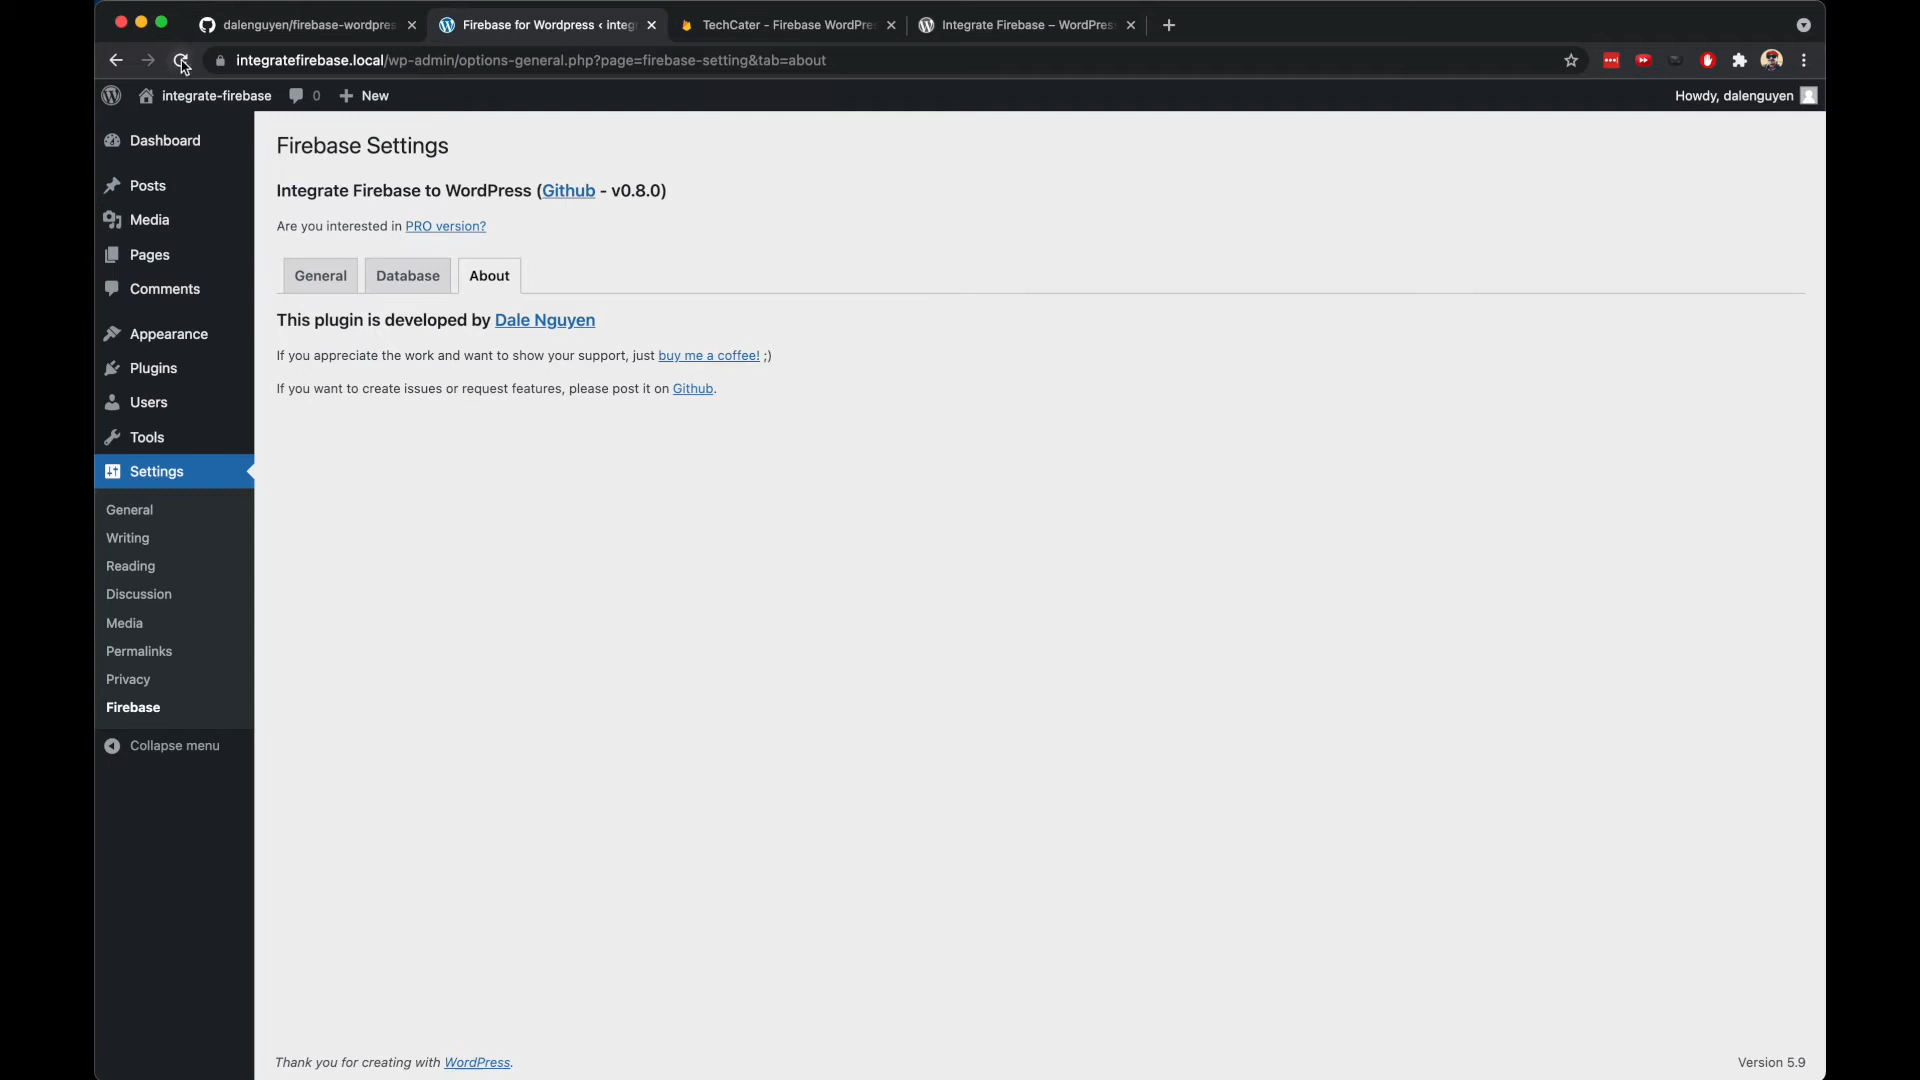 dalenguyen/firebase-wordpres
Firebase for Wordpress ‹ integ
TechCater - Firebase WordPres
Integrate Firebase – WordPress
integratefirebase.local/wp-admin/options-general.php?page=firebase-setting&tab=about
integrate-firebase
0
New
Howdy, dalenguyen
Dashboard
Posts
Media
Pages
Comments
Appearance
Plugins
Users
Tools
Settings
General
Writing
Reading
Discussion
Media
Permalinks
Privacy
Firebase
Collapse menu
Firebase Settings
Integrate Firebase to WordPress (Github - v0.8.0)
Are you interested in PRO version?
General
Database
About
This plugin is developed by Dale Nguyen
If you appreciate the work and want to show your support, just buy me a coffee! ;)
If you want to create issues or request features, please post it on Github.
Thank you for creating with WordPress.
Version 5.9